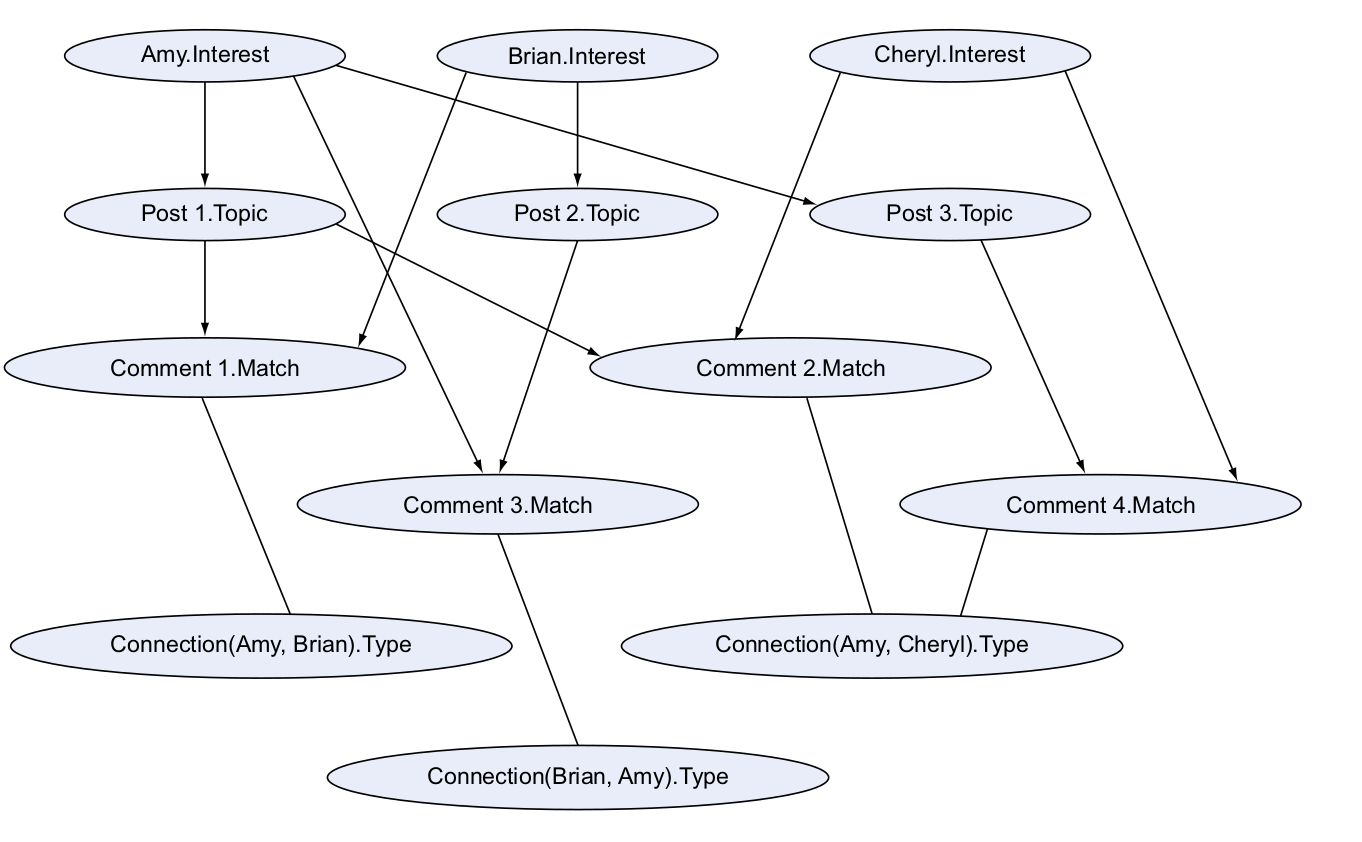 Amy.Interest
Brian.Interest
Cheryl.Interest
Post 1.Topic
Post 2.Topic
Post 3.Topic
Comment 1.Match
Comment 2.Match
Comment 3.Match
Comment 4.Match
Connection(Amy, Brian).Type
Connection(Amy, Cheryl).Type
Connection(Brian, Amy).Type